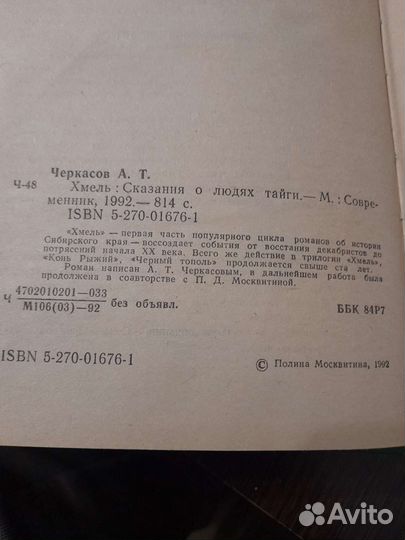 Черкасов А. Т.
Ч-48
Хмель : Сказания о людях тайги.— М. : Совре-
менник, 1992.— 814 с.
ISBN 5-270-01676-1
«Хмель» — первая часть популярного цикла романов об истории
Сибирского края — воссоздает события от восстания декабристов до
потрясений начала XX века. Всего же действие в трилогии «Хмель»,
«Конь Рыжий», «Черный тополь» продолжается свыше ста лет.
Роман написан А. Т. Черкасовым, в дальнейшем работа была
продолжена в соавторстве с П. Д. Москвитиной.
Ч 4702010201—033
М106(03)—92 без объявл.
ББК 84Р7
ISBN 5-270-01676-1
© Полина Москвитина, 1992
Avito